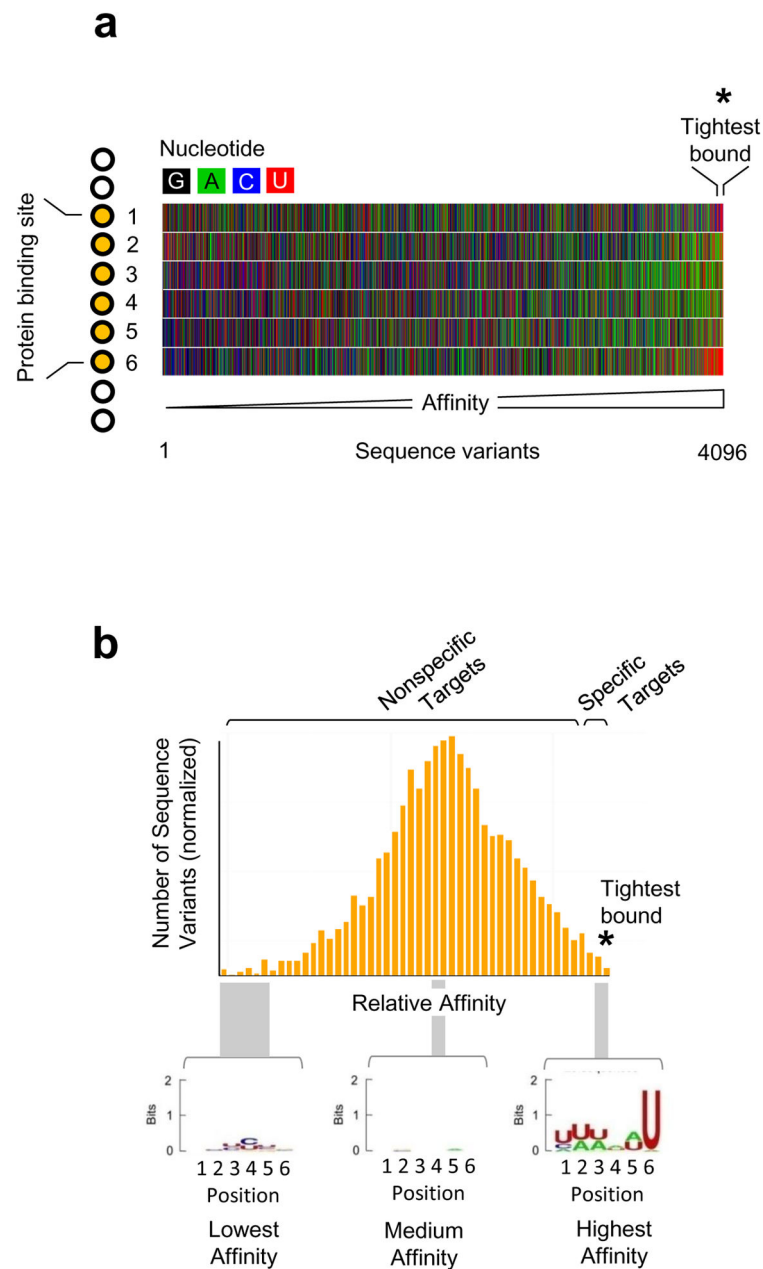 a
*
Tightest
bound
Nucleotide
G A C U
Protein binding site
1
2
3
4
5
6
Affinity
1 Sequence variants 4096
b
Nonspecific
Targets
Specific
Targets
Number of Sequence
Variants (normalized)
Tightest
bound
*
Relative Affinity
2
1
0
Bits
U C
1 2 3 4 5 6
Position
Lowest
Affinity
2
1
0
Bits
1 2 3 4 5 6
Position
Medium
Affinity
2
1
0
Bits
U U U A U
C A A U
1 2 3 4 5 6
Position
Highest
Affinity